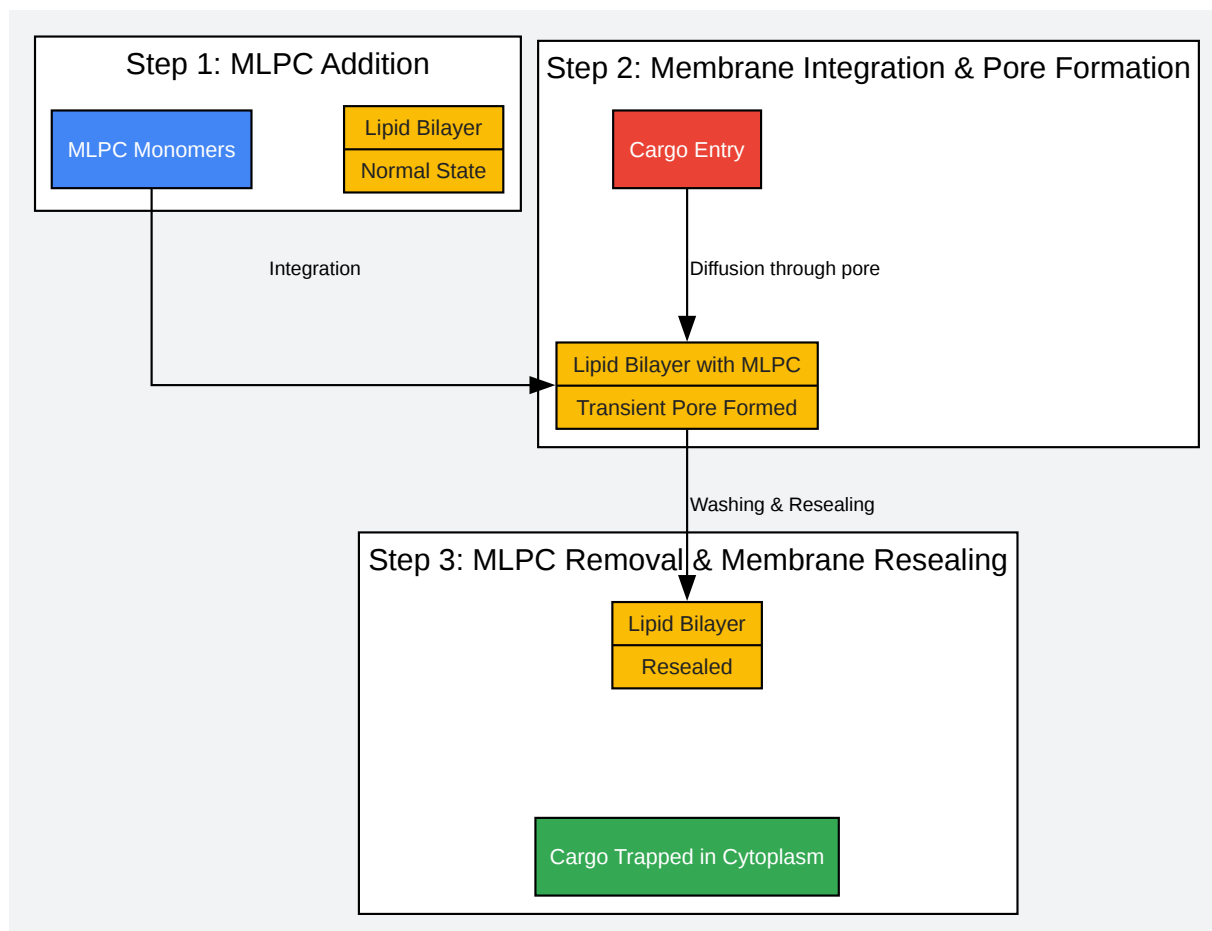 Step 1: MLPC Addition
MLPC Monomers
Lipid Bilayer
Normal State
Integration
Step 2: Membrane Integration & Pore Formation
Cargo Entry
Diffusion through pore
Lipid Bilayer with MLPC
Transient Pore Formed
Washing & Resealing
Step 3: MLPC Removal & Membrane Resealing
Lipid Bilayer
Resealed
Cargo Trapped in Cytoplasm